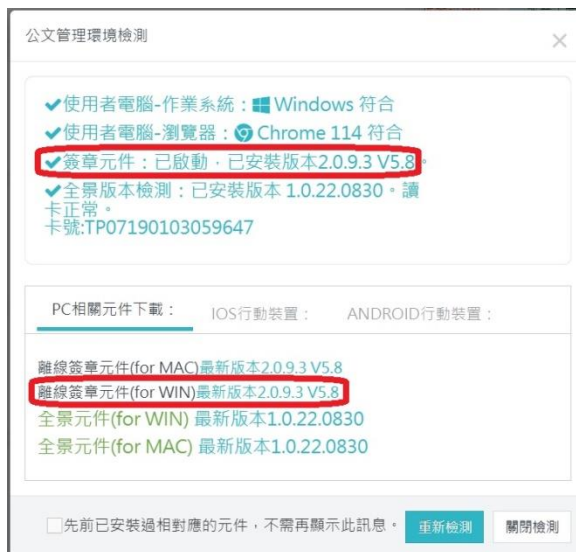 公文管理環境檢測
使用者電腦-作業系統：Windows 符合
使用者電腦-瀏覽器：Chrome 114 符合
簽章元件：已啟動，已安裝版本2.0.9.3 V5.8。
全景版本檢測：已安裝版本 1.0.22.0830。讀
卡正常。
卡號:TP07190103059647
PC相關元件下載： IOS行動裝置： ANDROID行動裝置：
離線簽章元件(for MAC)最新版本2.0.9.3 V5.8
離線簽章元件(for WIN)最新版本2.0.9.3 V5.8
全景元件(for WIN) 最新版本1.0.22.0830
全景元件(for MAC) 最新版本1.0.22.0830
先前已安裝過相對應的元件，不需再顯示此訊息。 重新檢測 關閉檢測